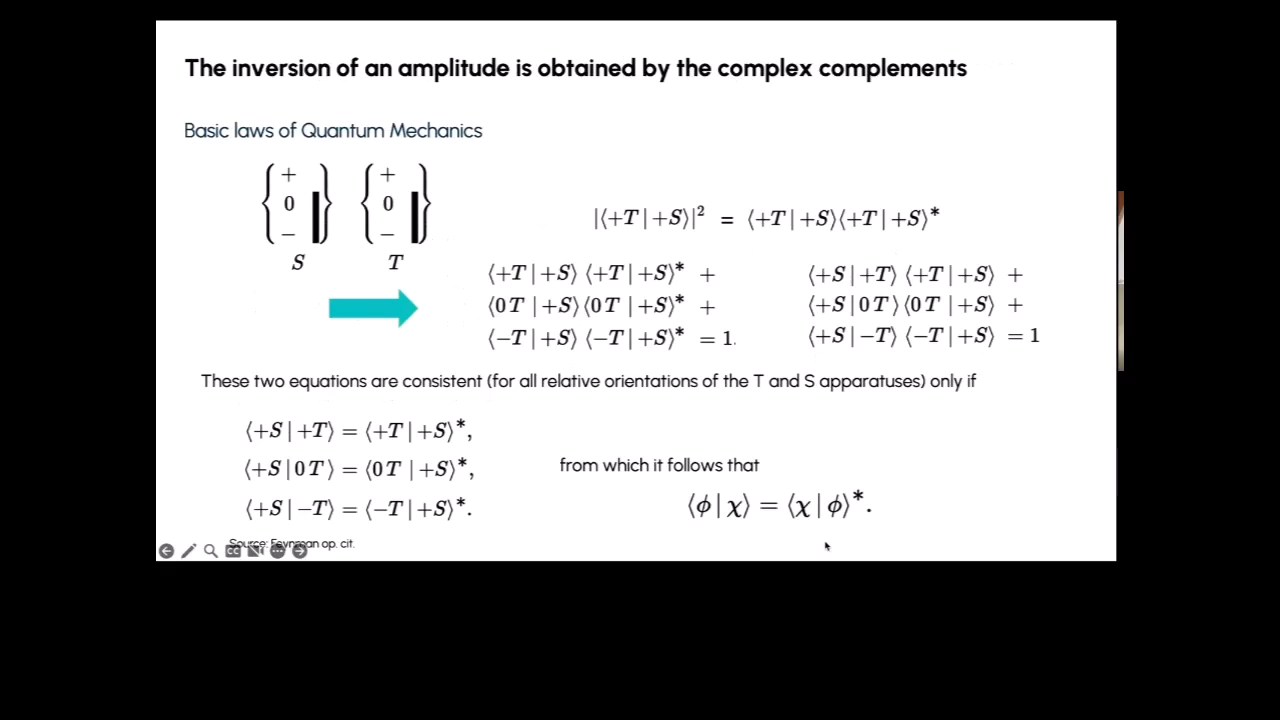 The inversion of an amplitude is obtained by the complex complements
Basic laws of Quantum Mechanics
{ + 0 − | } { + 0 − | }
S T
|⟨+T | +S⟩|² = ⟨+T | +S⟩⟨+T | +S⟩*
⟨+T | +S⟩ ⟨+T | +S⟩* +
⟨0T | +S⟩⟨0T | +S⟩* +
⟨−T | +S⟩ ⟨−T | +S⟩* = 1.
⟨+S | +T⟩ ⟨+T | +S⟩ +
⟨+S | 0T⟩ ⟨0T | +S⟩ +
⟨+S | −T⟩ ⟨−T | +S⟩ = 1
These two equations are consistent (for all relative orientations of the T and S apparatuses) only if
⟨+S | +T⟩ = ⟨+T | +S⟩*,
⟨+S | 0T⟩ = ⟨0T | +S⟩*,
⟨+S | −T⟩ = ⟨−T | +S⟩*.
from which it follows that
⟨ϕ | χ⟩ = ⟨χ | ϕ⟩*.
Source: Feynman op. cit.